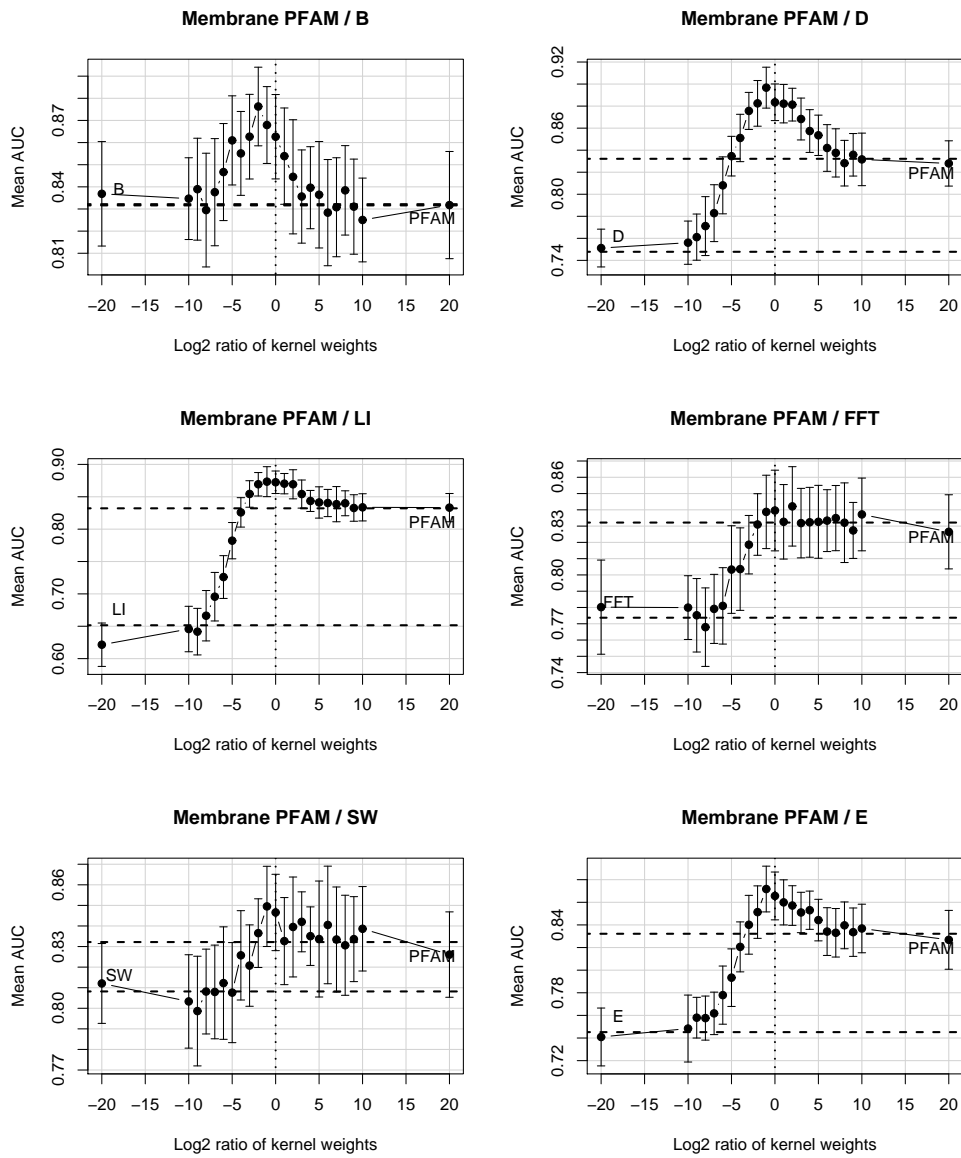 Membrane PFAM / B
Mean AUC
0.81 0.84 0.87
B
PFAM
−20 −15 −10 −5 0 5 10 15 20
Log2 ratio of kernel weights
Membrane PFAM / D
Mean AUC
0.74 0.80 0.86 0.92
D
PFAM
−20 −15 −10 −5 0 5 10 15 20
Log2 ratio of kernel weights
Membrane PFAM / LI
Mean AUC
0.60 0.70 0.80 0.90
LI
PFAM
−20 −15 −10 −5 0 5 10 15 20
Log2 ratio of kernel weights
Membrane PFAM / FFT
Mean AUC
0.74 0.77 0.80 0.83 0.86
FFT
PFAM
−20 −15 −10 −5 0 5 10 15 20
Log2 ratio of kernel weights
Membrane PFAM / SW
Mean AUC
0.77 0.80 0.83 0.86
SW
PFAM
−20 −15 −10 −5 0 5 10 15 20
Log2 ratio of kernel weights
Membrane PFAM / E
Mean AUC
0.72 0.78 0.84
E
PFAM
−20 −15 −10 −5 0 5 10 15 20
Log2 ratio of kernel weights